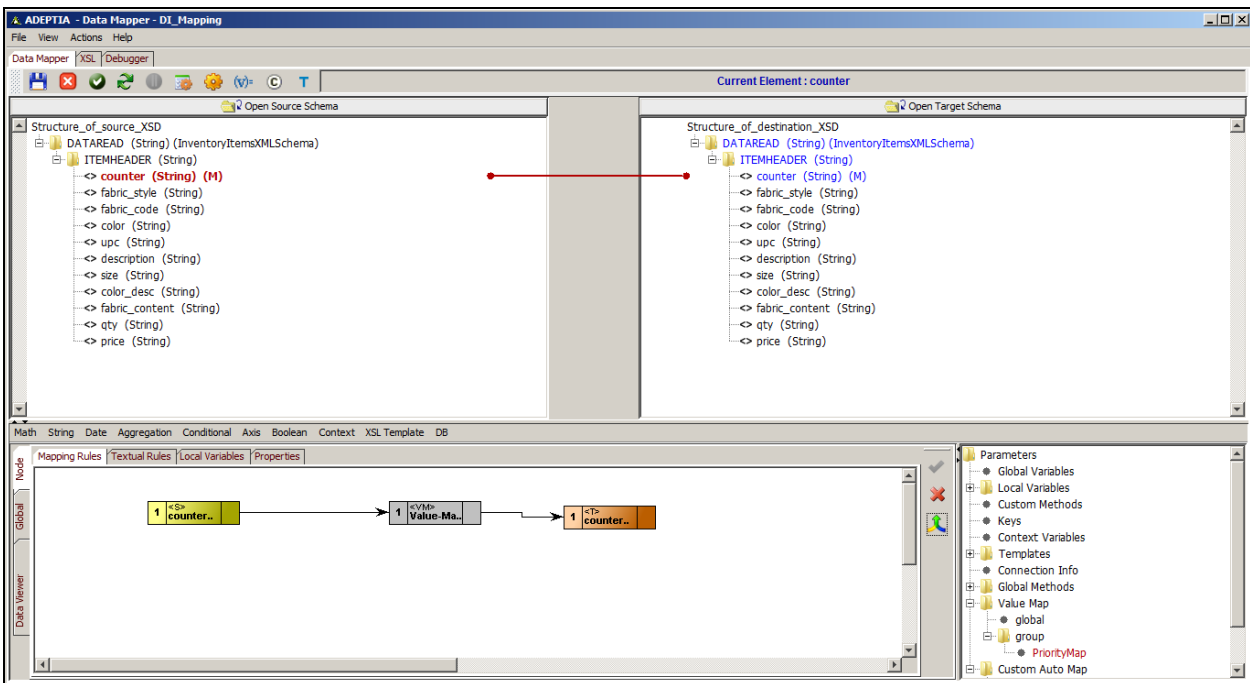 ADEPTIA - Data Mapper - DI_Mapping
File View Actions Help
Data Mapper XSL Debugger
(v)= C T Current Element : counter
Open Source Schema
Structure_of_source_XSD
DATAREAD (String) (InventoryItemsXMLSchema)
ITEMHEADER (String)
<> counter (String) (M)
<> fabric_style (String)
<> fabric_code (String)
<> color (String)
<> upc (String)
<> description (String)
<> size (String)
<> color_desc (String)
<> fabric_content (String)
<> qty (String)
<> price (String)
Open Target Schema
Structure_of_destination_XSD
DATAREAD (String) (InventoryItemsXMLSchema)
ITEMHEADER (String)
<> counter (String) (M)
<> fabric_style (String)
<> fabric_code (String)
<> color (String)
<> upc (String)
<> description (String)
<> size (String)
<> color_desc (String)
<> fabric_content (String)
<> qty (String)
<> price (String)
Math String Date Aggregation Conditional Axis Boolean Context XSL Template DB
Node
Global
Data Viewer
Mapping Rules Textual Rules Local Variables Properties
1 <S> counter..
1 <VM> Value-Ma..
1 <T> counter..
Parameters
Global Variables
Local Variables
Custom Methods
Keys
Context Variables
Templates
Connection Info
Global Methods
Value Map
global
group
PriorityMap
Custom Auto Map